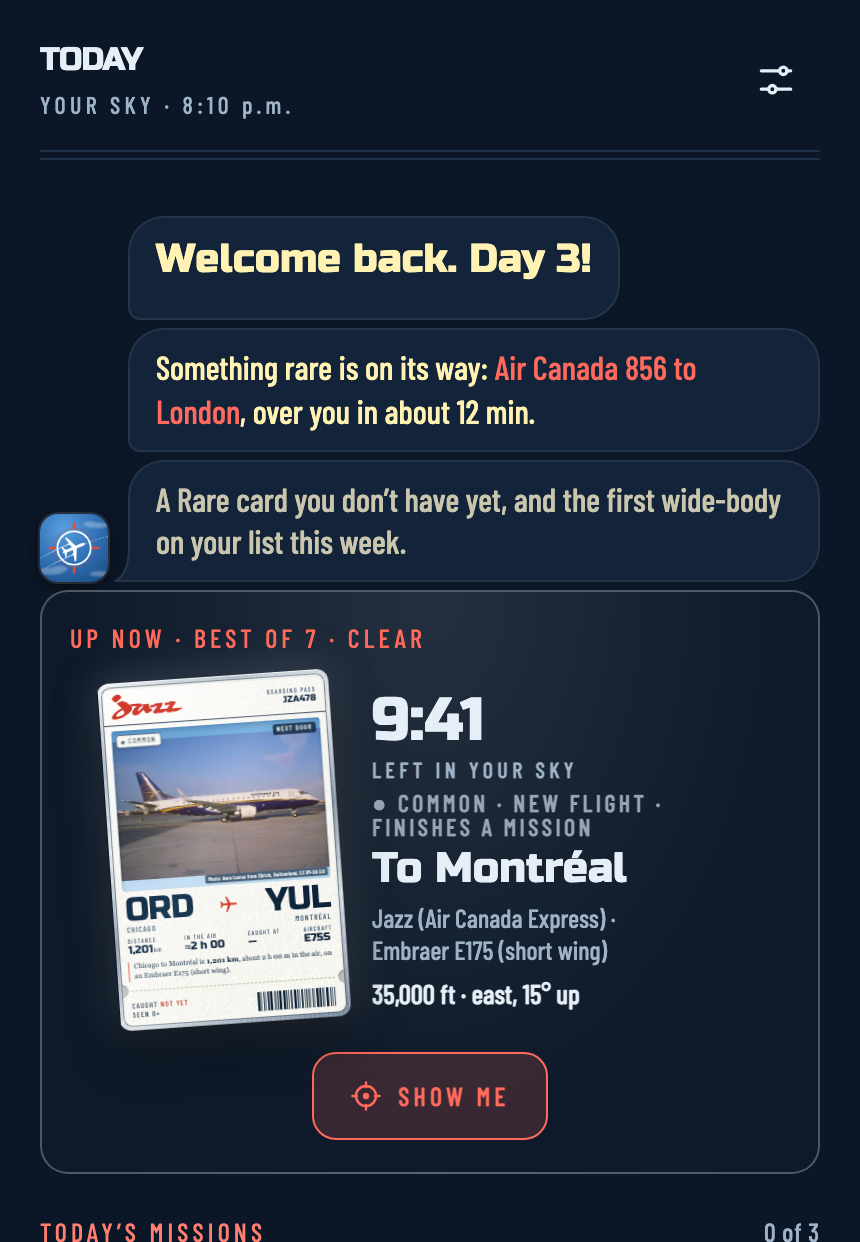 TODAY
YOUR SKY · 8:10 p.m.
Welcome back. Day 3!
Something rare is on its way: Air Canada 856 to
London, over you in about 12 min.
A Rare card you don’t have yet, and the first wide-body
on your list this week.
UP NOW · BEST OF 7 · CLEAR
Jazz
BOARDING PASS
JZA478
● COMMON
NEXT DOOR
ORD YUL
CHICAGO
MONTRÉAL
DISTANCE
1,201km
IN THE AIR
≈2 h 00
CAUGHT AT
—
AIRCRAFT
E75S
Chicago to Montréal is 1,201 km, about 2 h 00 m in the air, on
an Embraer E175 (short wing).
CAUGHT NOT YET
SEEN 0×
9:41
LEFT IN YOUR SKY
● COMMON · NEW FLIGHT ·
FINISHES A MISSION
To Montréal
Jazz (Air Canada Express) ·
Embraer E175 (short wing)
35,000 ft · east, 15° up
SHOW ME
TODAY’S MISSIONS
0 of 3